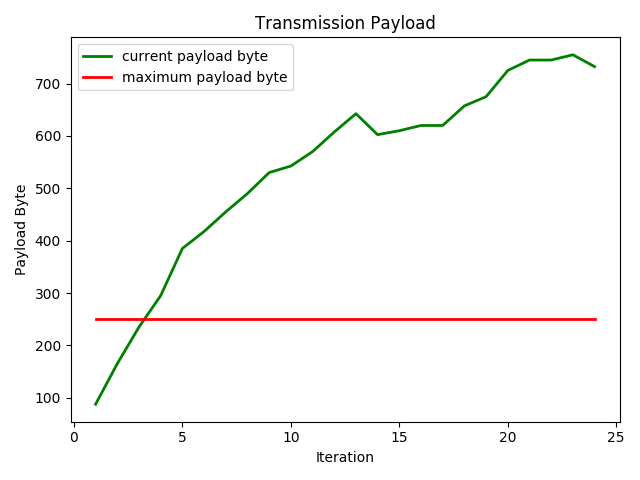 Transmission Payload
current payload byte
maximum payload byte
700
600
500
400
300
200
100
Payload Byte
0 5 10 15 20 25
Iteration